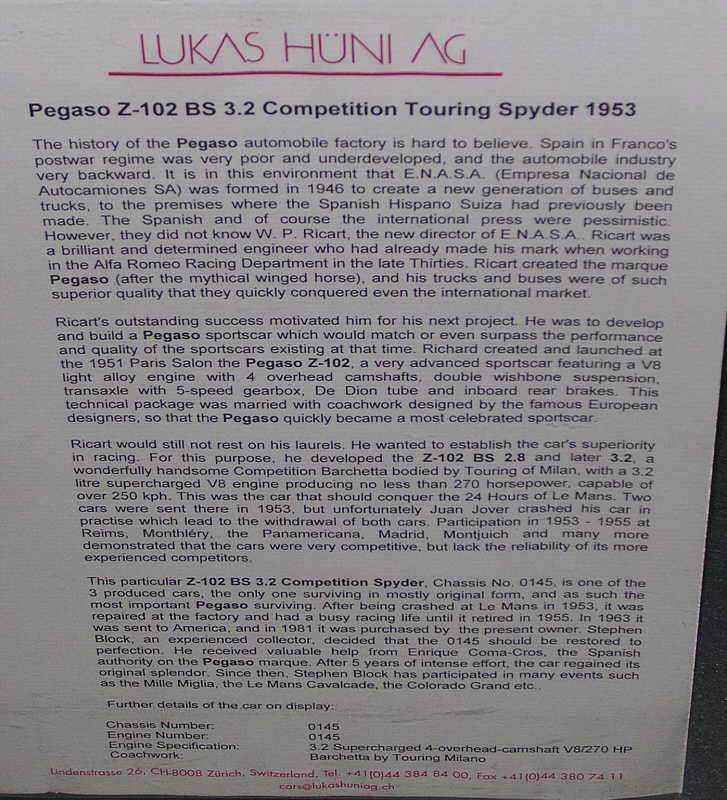 LUKAS HÜNI AG
Pegaso Z-102 BS 3.2 Competition Touring Spyder 1953
The history of the Pegaso automobile factory is hard to believe. Spain in Franco's
postwar regime was very poor and underdeveloped, and the automobile industry
very backward. It is in this environment that E.N.A.S.A. (Empresa Nacional de
Autocamiones SA) was formed in 1946 to create a new generation of buses and
trucks, to the premises where the Spanish Hispano Suiza had previously been
made. The Spanish and of course the international press were pessimistic.
However, they did not know W. P. Ricart, the new director of E.N.A.S.A.. Ricart was
a brilliant and determined engineer who had already made his mark when working
in the Alfa Romeo Racing Department in the late Thirties. Ricart created the marque
Pegaso (after the mythical winged horse), and his trucks and buses were of such
superior quality that they quickly conquered even the international market.
Ricart's outstanding success motivated him for his next project. He was to develop
and build a Pegaso sportscar which would match or even surpass the performance
and quality of the sportscars existing at that time. Richard created and launched at
the 1951 Paris Salon the Pegaso Z-102, a very advanced sportscar featuring a V8
light alloy engine with 4 overhead camshafts, double wishbone suspension,
transaxle with 5-speed gearbox, De Dion tube and inboard rear brakes. This
technical package was married with coachwork designed by the famous European
designers, so that the Pegaso quickly became a most celebrated sportscar.
Ricart would still not rest on his laurels. He wanted to establish the car's superiority
in racing. For this purpose, he developed the Z-102 BS 2.8 and later 3.2, a
wonderfully handsome Competition Barchetta bodied by Touring of Milan, with a 3.2
litre supercharged V8 engine producing no less than 270 horsepower, capable of
over 250 kph. This was the car that should conquer the 24 Hours of Le Mans. Two
cars were sent there in 1953, but unfortunately Juan Jover crashed his car in
practise which lead to the withdrawal of both cars. Participation in 1953 - 1955 at
Reims, Monthléry, the Panamericana, Madrid, Montjuich and many more
demonstrated that the cars were very competitive, but lack the reliability of its more
experienced competitors.
This particular Z-102 BS 3.2 Competition Spyder, Chassis No. 0145, is one of the
3 produced cars, the only one surviving in mostly original form, and as such the
most important Pegaso surviving. After being crashed at Le Mans in 1953, it was
repaired at the factory and had a busy racing life until it retired in 1955. In 1963 it
was sent to America, and in 1981 it was purchased by the present owner. Stephen
Block, an experienced collector, decided that the 0145 should be restored to
perfection. He received valuable help from Enrique Coma-Cros, the Spanish
authority on the Pegaso marque. After 5 years of intense effort, the car regained its
original splendor. Since then, Stephen Block has participated in many events such
as the Mille Miglia, the Le Mans Cavalcade, the Colorado Grand etc..
Further details of the car on display:
Chassis Number: 0145
Engine Number: 0145
Engine Specification: 3.2 Supercharged 4-overhead-camshaft V8/270 HP
Coachwork: Barchetta by Touring Milano
Lindenstrasse 26, CH-8008 Zürich, Switzerland, Tel. +41(0)44 384 84 00, Fax +41(0)44 380 74 11
cars@lukashuniag.ch